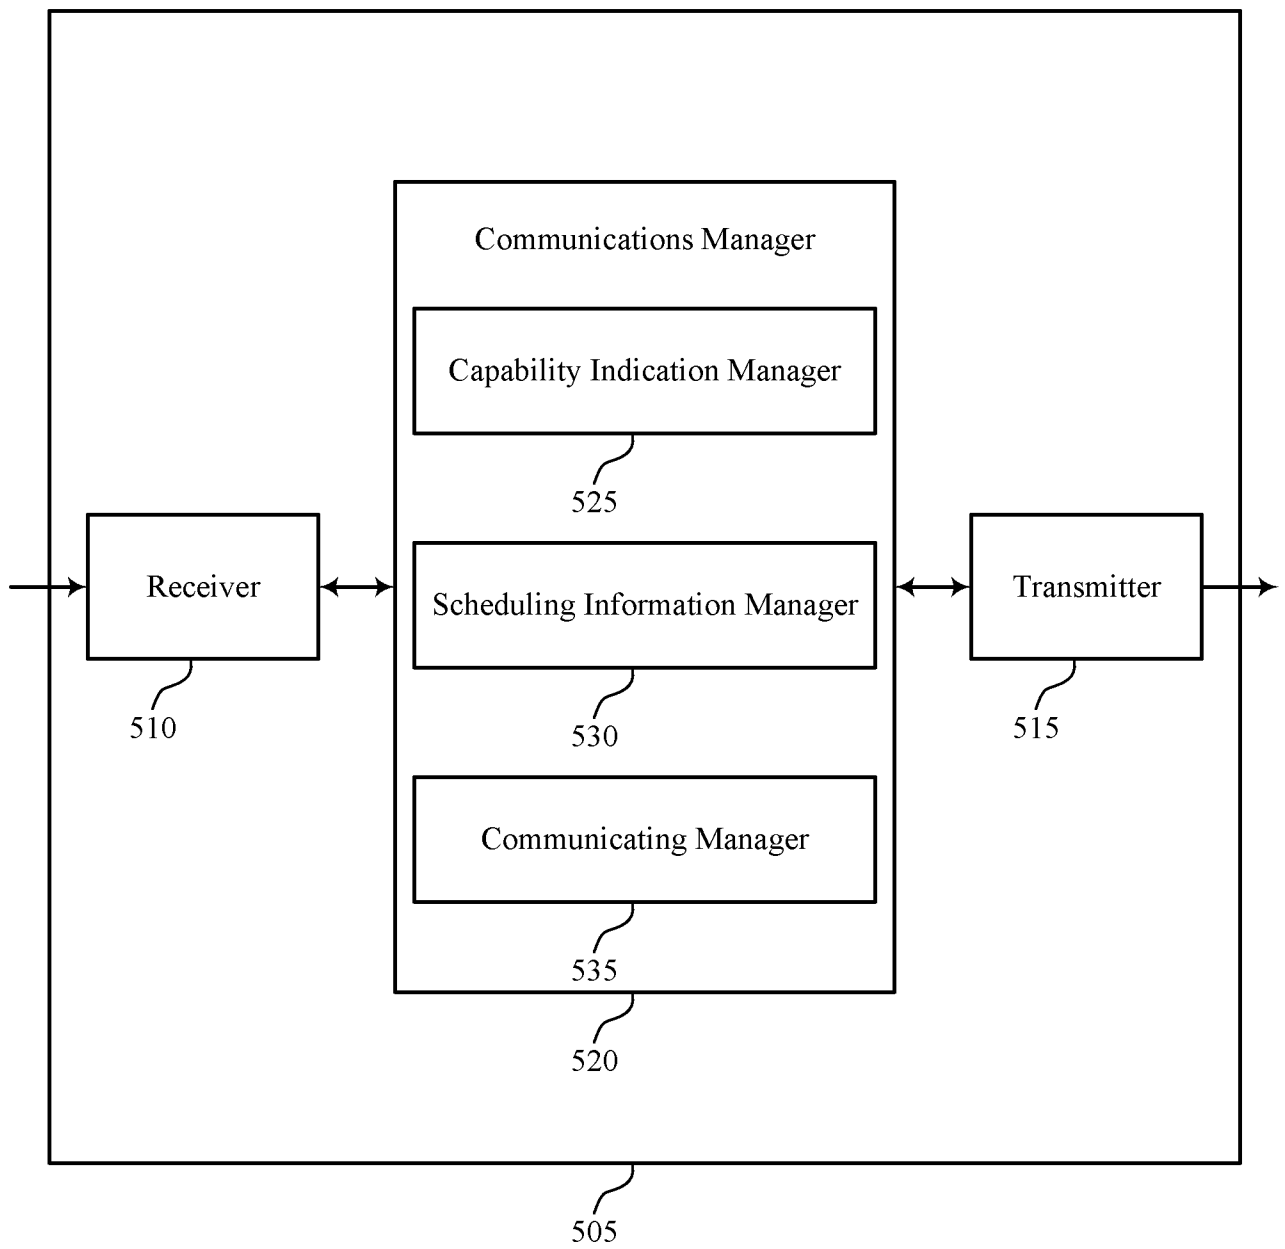 Communications Manager
Capability Indication Manager
525
Receiver
Scheduling Information Manager
Transmitter
510
530
515
Communicating Manager
535
520
505